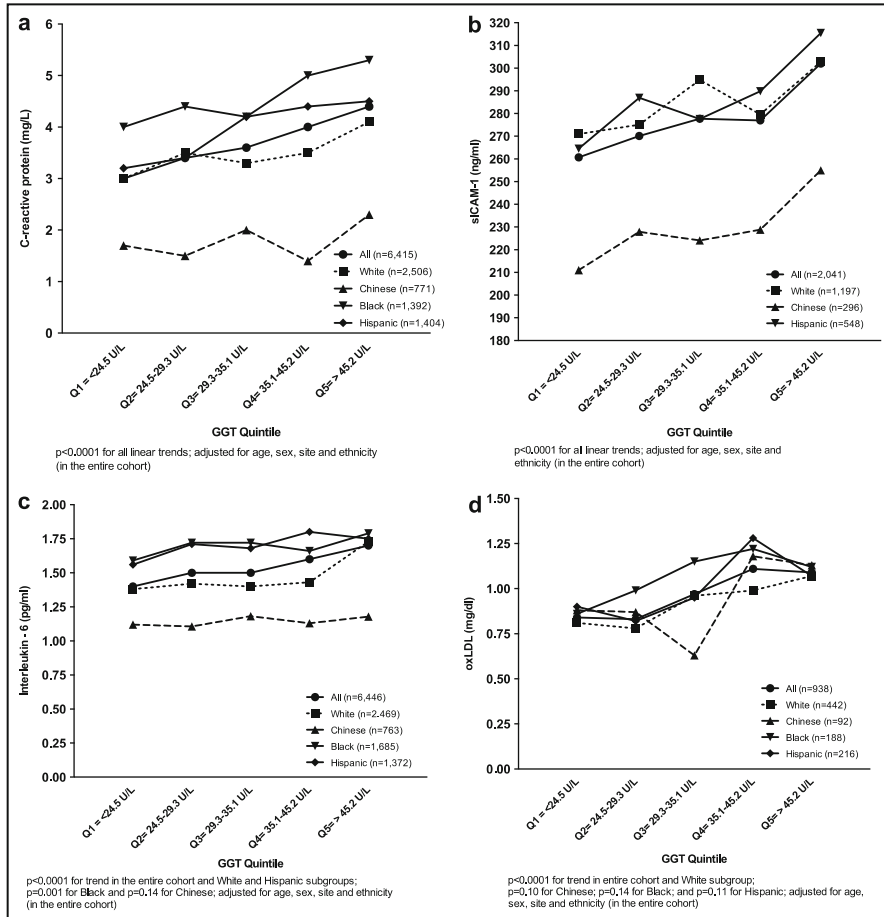 a
C-reactive protein (mg/L)
6
5
4
3
2
1
0
All (n=6,415)
White (n=2,506)
Chinese (n=771)
Black (n=1,392)
Hispanic (n=1,404)
Q1 = <24.5 U/L
Q2= 24.5-29.3 U/L
Q3= 29.3-35.1 U/L
Q4= 35.1-45.2 U/L
Q5= > 45.2 U/L
GGT Quintile
p<0.0001 for all linear trends; adjusted for age, sex, site and ethnicity
(in the entire cohort)
b
sICAM-1 (ng/ml)
320
310
300
290
280
270
260
250
240
230
220
210
200
190
180
All (n=2,041)
White (n=1,197)
Chinese (n=296)
Hispanic (n=548)
Q1 = <24.5 U/L
Q2= 24.5-29.3 U/L
Q3= 29.3-35.1 U/L
Q4= 35.1-45.2 U/L
Q5= > 45.2 U/L
GGT Quintile
p<0.0001 for all linear trends; adjusted for age, sex, site and
ethnicity (in the entire cohort)
c
Interleukin - 6 (pg/ml)
2.00
1.75
1.50
1.25
1.00
0.75
0.50
0.25
0.00
All (n=6,446)
White (n=2.469)
Chinese (n=763)
Black (n=1,685)
Hispanic (n=1,372)
Q1 = <24.5 U/L
Q2= 24.5-29.3 U/L
Q3= 29.3-35.1 U/L
Q4= 35.1-45.2 U/L
Q5= > 45.2 U/L
GGT Quintile
p<0,0001 for trend in the entire cohort and White and Hispanic subgroups;
p=0.001 for Black and p=0.14 for Chinese; adjusted for age, sex, site and ethnicity
(in the entire cohort)
d
oxLDL (mg/dl)
1.50
1.25
1.00
0.75
0.50
0.25
0.00
All (n=938)
White (n=442)
Chinese (n=92)
Black (n=188)
Hispanic (n=216)
Q1 = <24.5 U/L
Q2= 24.5-29.3 U/L
Q3= 29.3-35.1 U/L
Q4= 35.1-45.2 U/L
Q5= > 45.2 U/L
GGT Quintile
p<0.0001 for trend in entire cohort and White subgroup;
p=0.10 for Chinese; p=0.14 for Black; and p=0.11 for Hispanic; adjusted for age,
sex, site and ethnicity (in the entire cohort)